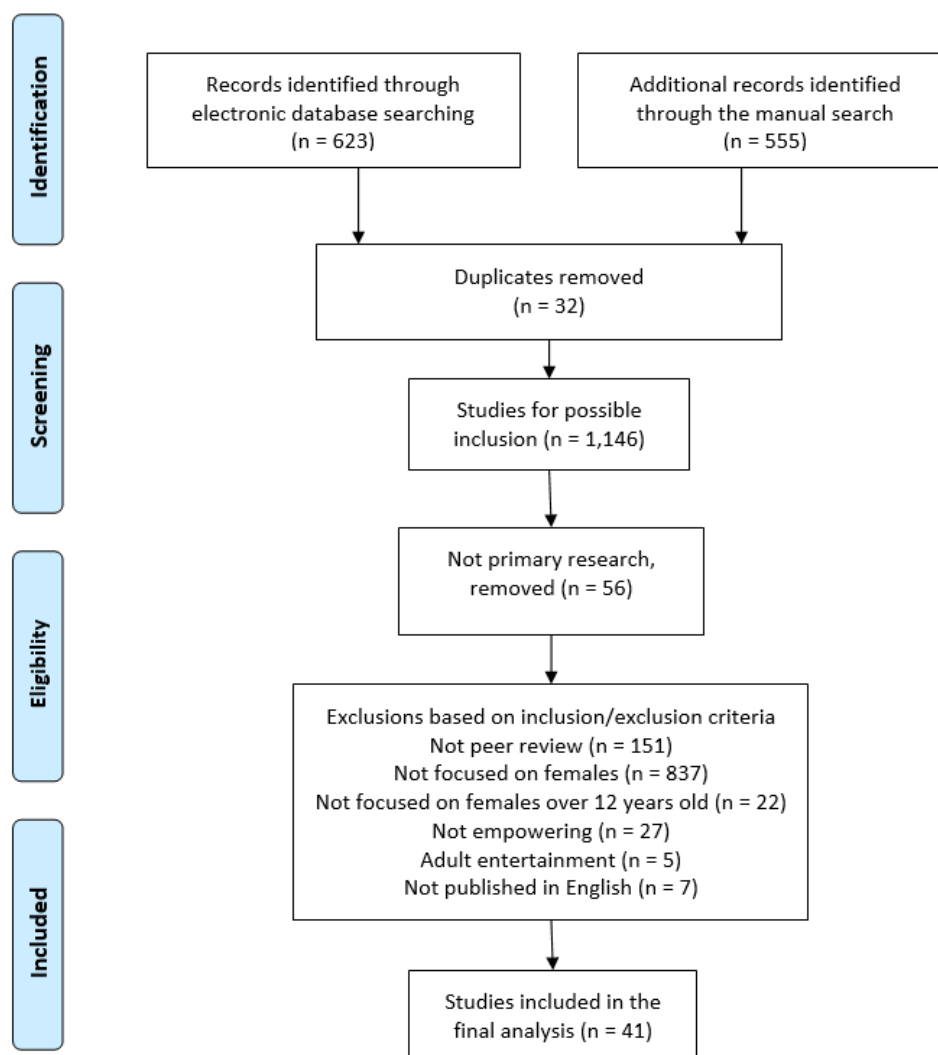 Identification
Records identified through
electronic database searching
(n = 623)
Additional records identified
through the manual search
(n = 555)
Screening
Duplicates removed
(n = 32)
Studies for possible
inclusion (n = 1,146)
Eligibility
Not primary research,
removed (n = 56)
Exclusions based on inclusion/exclusion criteria
Not peer review (n = 151)
Not focused on females (n = 837)
Not focused on females over 12 years old (n = 22)
Not empowering (n = 27)
Adult entertainment (n = 5)
Not published in English (n = 7)
Included
Studies included in the
final analysis (n = 41)